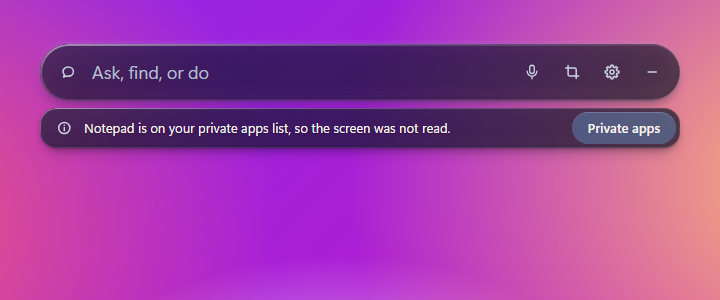 Ask, find, or do
Notepad is on your private apps list, so the screen was not read.
Private apps